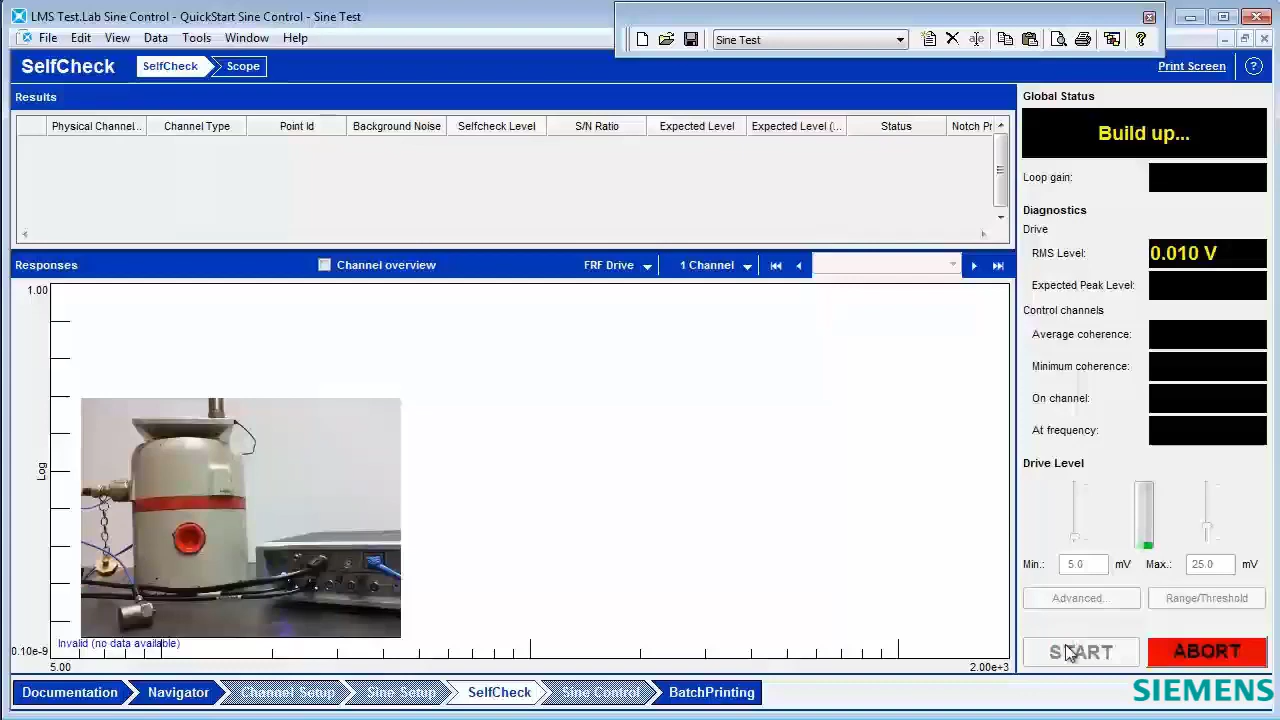 LMS Test.Lab Sine Control - QuickStart Sine Control - Sine Test
File Edit View Data Tools Window Help
Sine Test
SelfCheck SelfCheck Scope Print Screen
Results
Physical Channel... Channel Type Point Id Background Noise Selfcheck Level S/N Ratio Expected Level Expected Level (... Status Notch Pr
Responses Channel overview FRF Drive 1 Channel
1.00
Log
Invalid (no data available)
0.10e-9
5.00 2.00e+3
Global Status
Build up...
Loop gain:
Diagnostics
Drive
RMS Level: 0.010 V
Expected Peak Level:
Control channels
Average coherence:
Minimum coherence:
On channel:
At frequency:
Drive Level
Min.: 5.0 mV Max.: 25.0 mV
Advanced... Range/Threshold
START ABORT
Documentation Navigator Channel Setup Sine Setup SelfCheck Sine Control BatchPrinting
SIEMENS